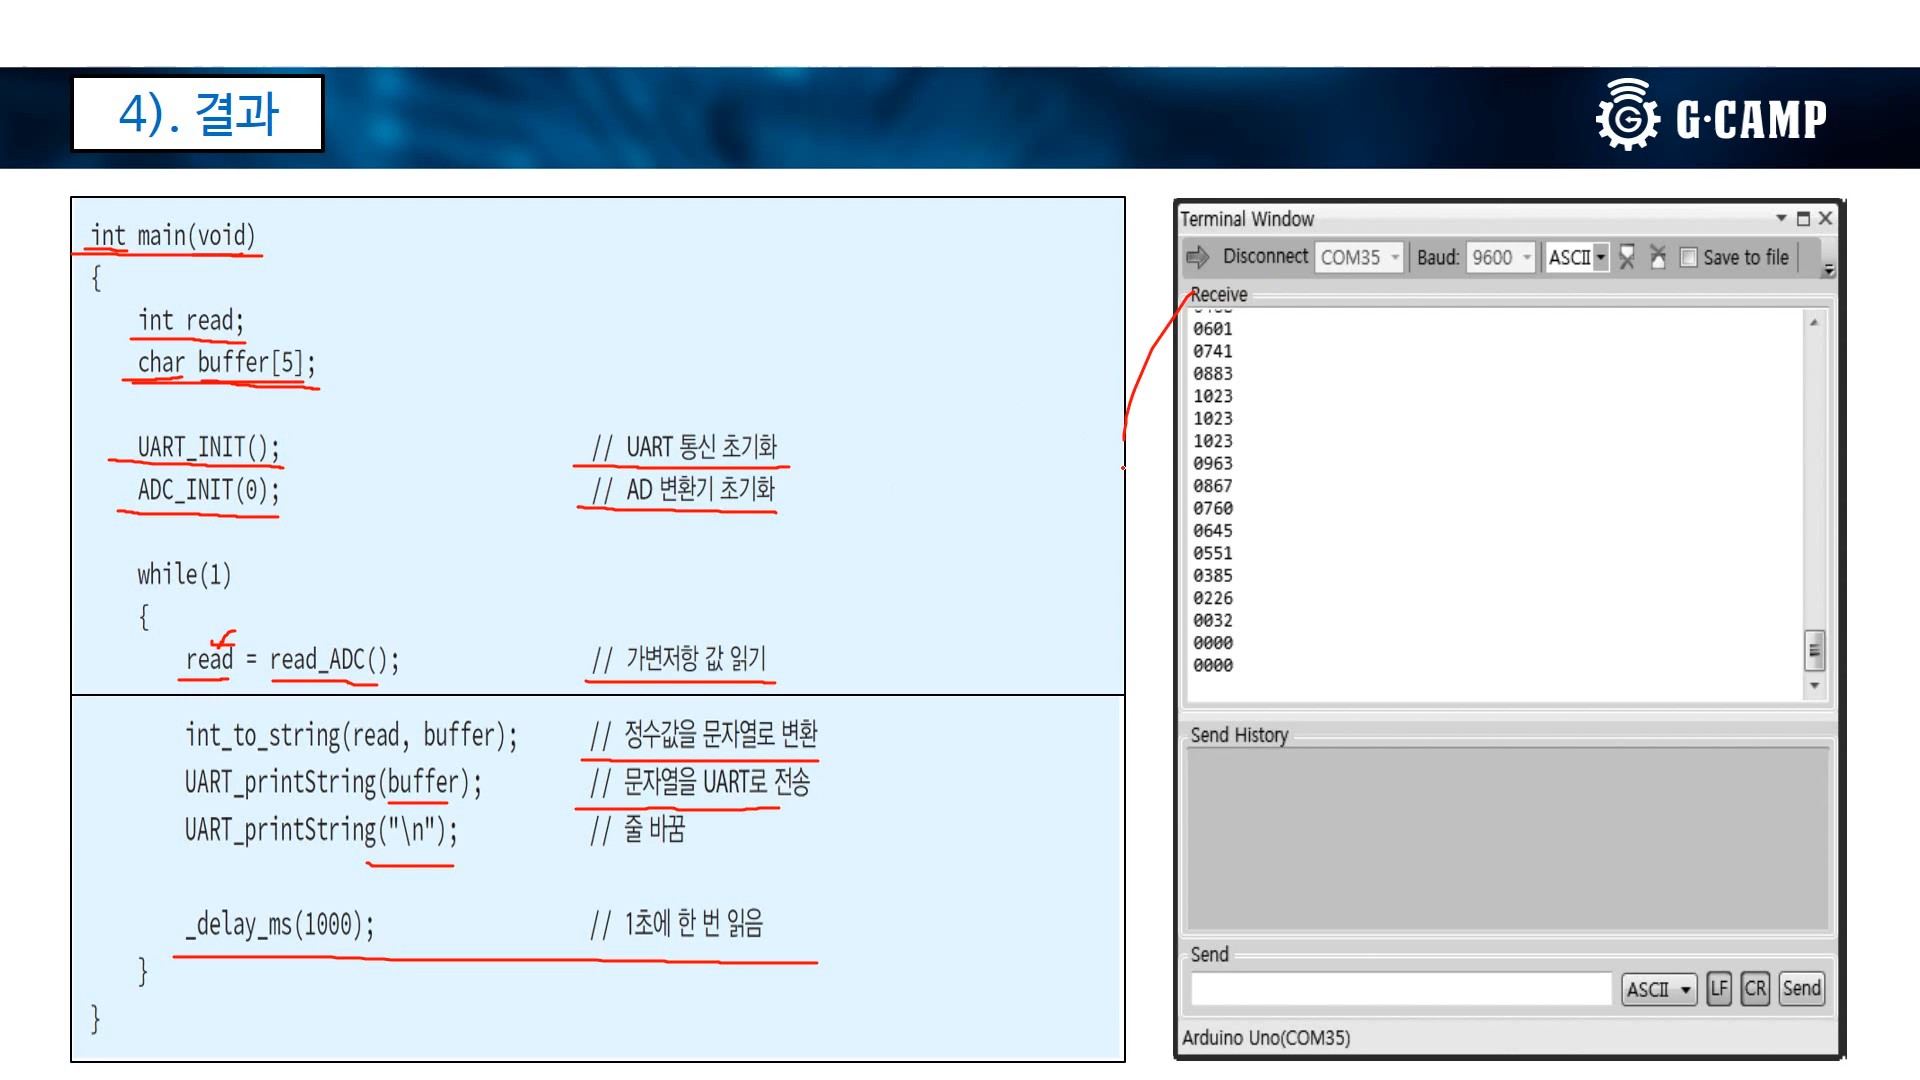 4). 결과
G·CAMP
int main(void)
{
int read;
char buffer[5];
UART_INIT(); // UART 통신 초기화
ADC_INIT(0); // AD 변환기 초기화
while(1)
{
read = read_ADC(); // 가변저항 값 읽기
int_to_string(read, buffer); // 정수값을 문자열로 변환
UART_printString(buffer); // 문자열을 UART로 전송
UART_printString("\n"); // 줄 바꿈
_delay_ms(1000); // 1초에 한 번 읽음
}
}
Terminal Window
Disconnect COM35 Baud: 9600 ASCII Save to file
Receive
0601
0741
0883
1023
1023
1023
0963
0867
0760
0645
0551
0385
0226
0032
0000
0000
Send History
Send
ASCII LF CR Send
Arduino Uno(COM35)